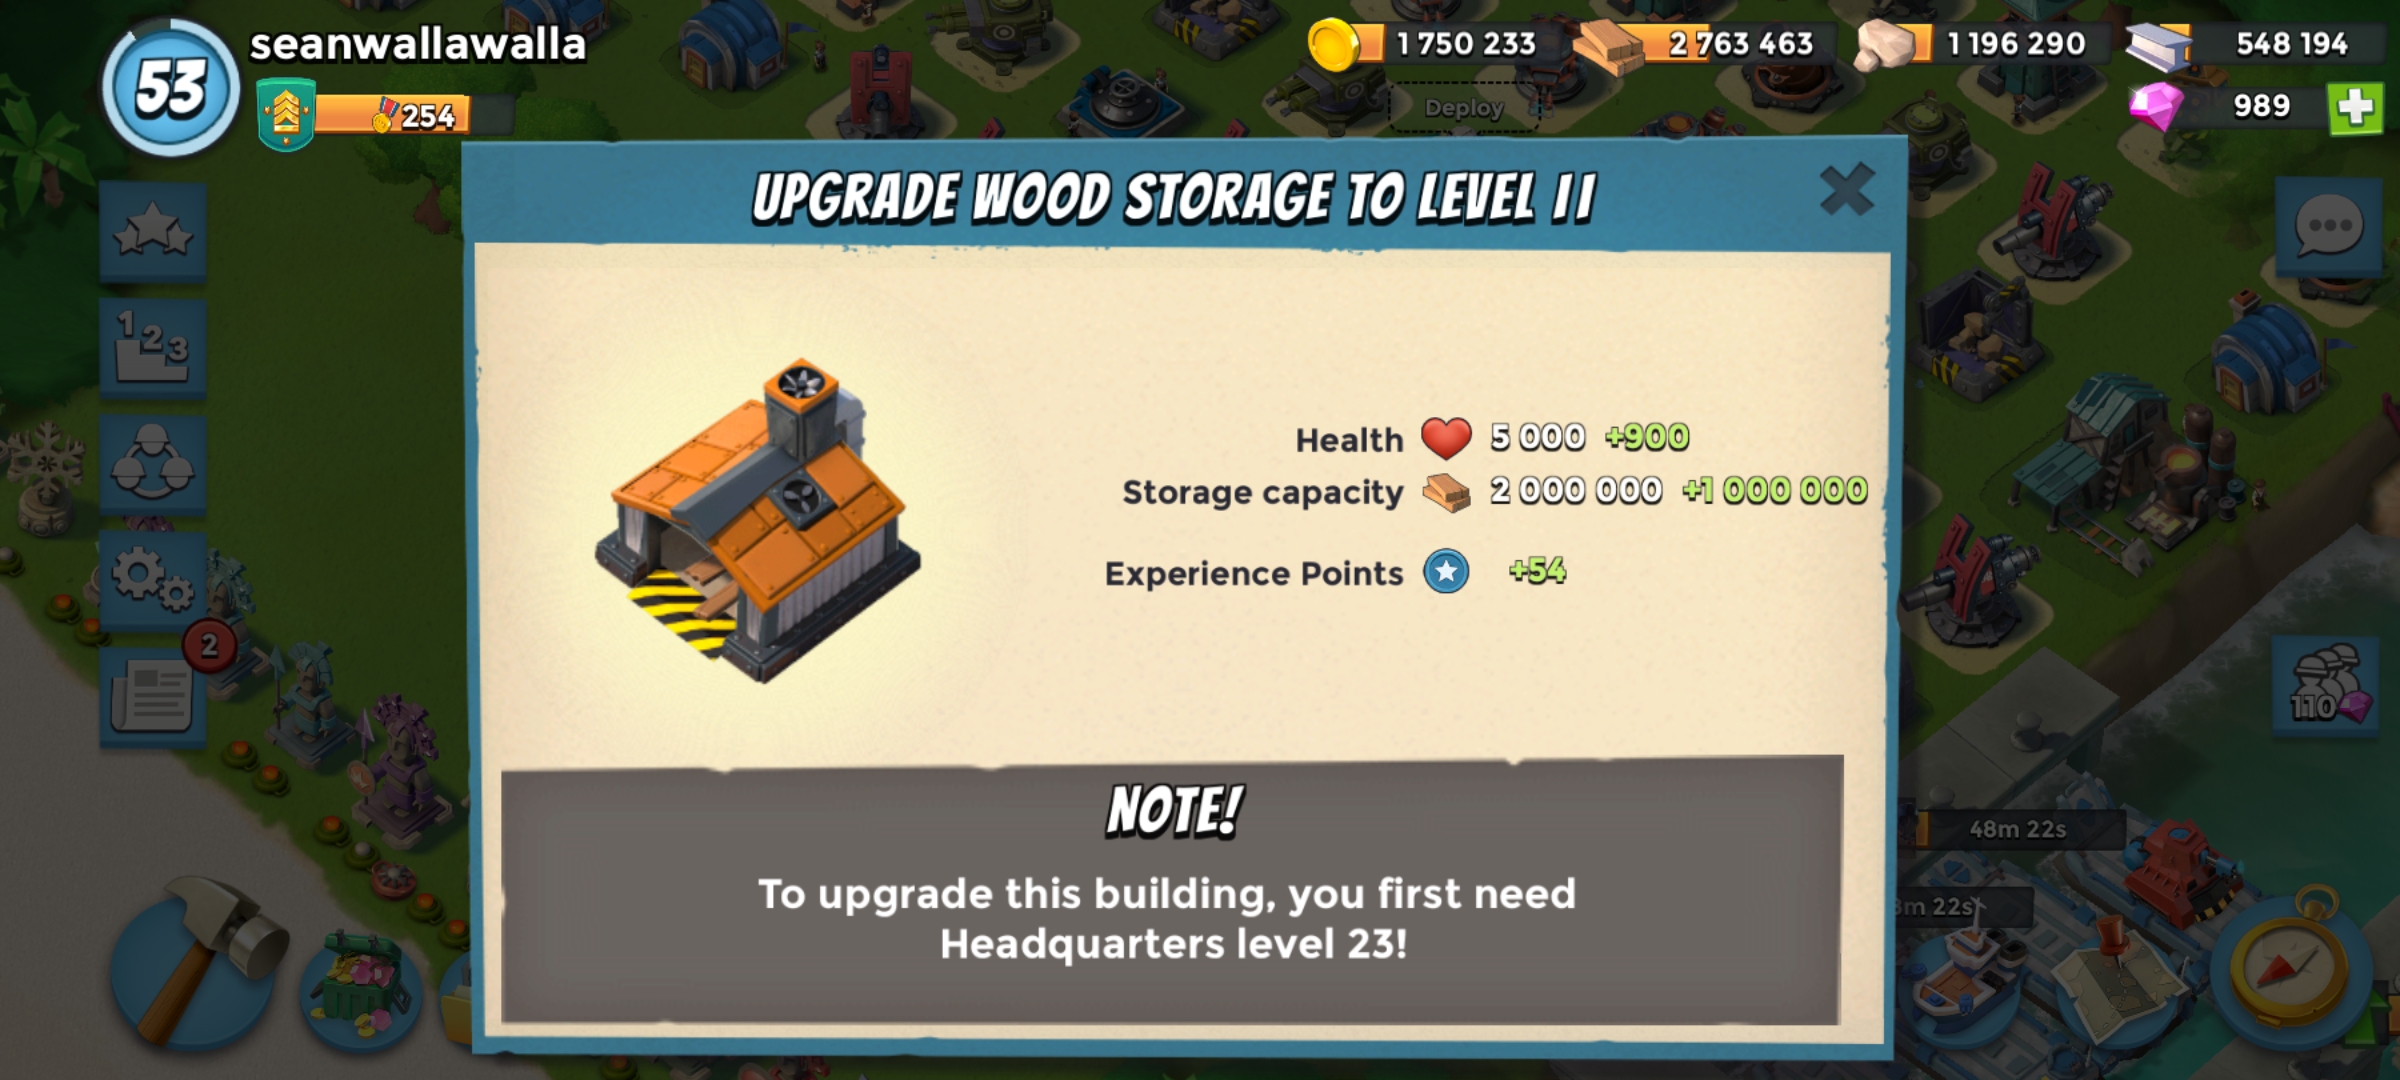 53
seanwallawalla
254
1 750 233
2 763 463
1 196 290
548 194
Deploy
989
UPGRADE WOOD STORAGE TO LEVEL 11
1 2 3
Health 5 000 +900
Storage capacity 2 000 000 +1 000 000
Experience Points +54
2
110
NOTE!
To upgrade this building, you first need
Headquarters level 23!
48m 22s
m 22s